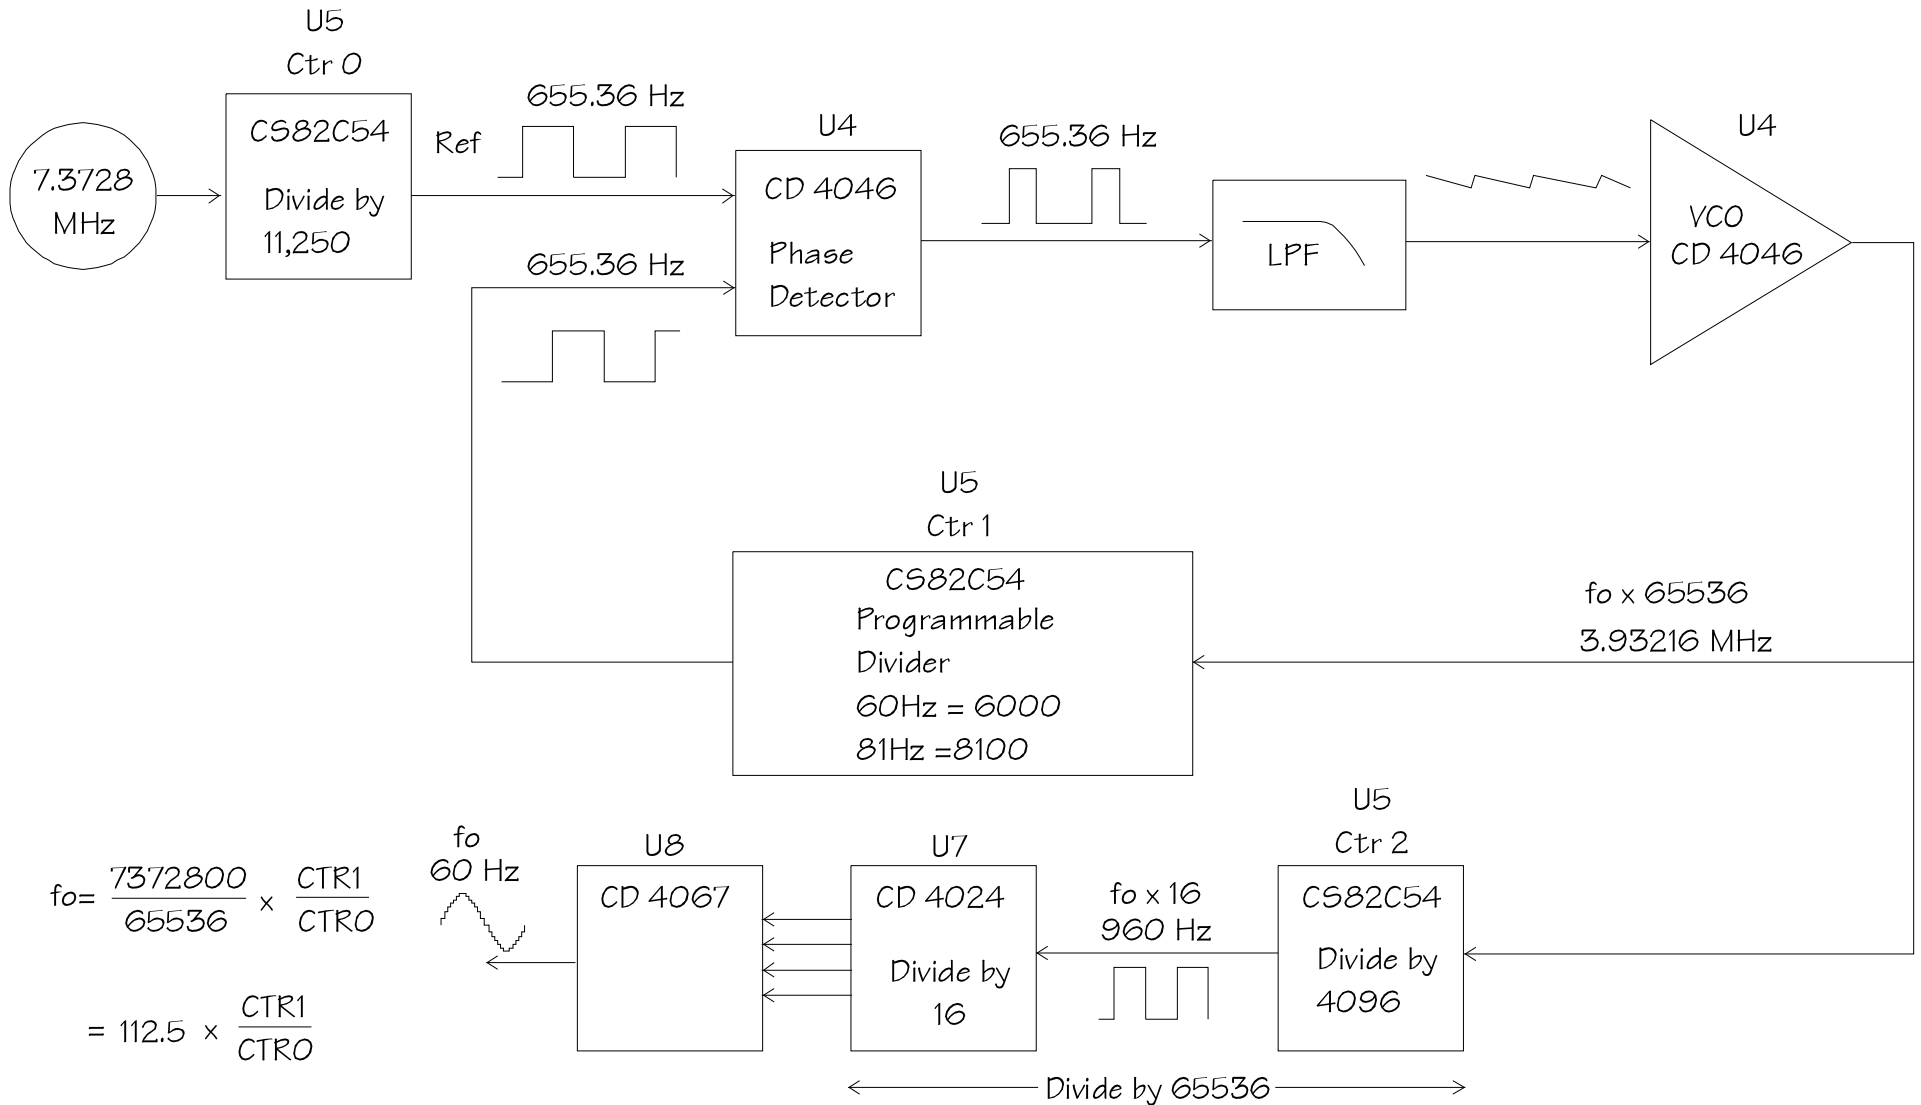 U5
Ctr 0
7.3728
MHz
CS82C54
Divide by
11,250
Ref
655.36 Hz
655.36 Hz
U4
CD 4046
Phase
Detector
655.36 Hz
LPF
U4
VCO
CD 4046
U5
Ctr 1
CS82C54
Programmable
Divider
60Hz = 6000
81Hz =8100
fo x 65536
3.93216 MHz
fo= 7372800 / 65536 x CTR1 / CTR0
= 112.5 x CTR1 / CTR0
fo
60 Hz
U8
CD 4067
U7
CD 4024
Divide by
16
fo x 16
960 Hz
U5
Ctr 2
CS82C54
Divide by
4096
Divide by 65536